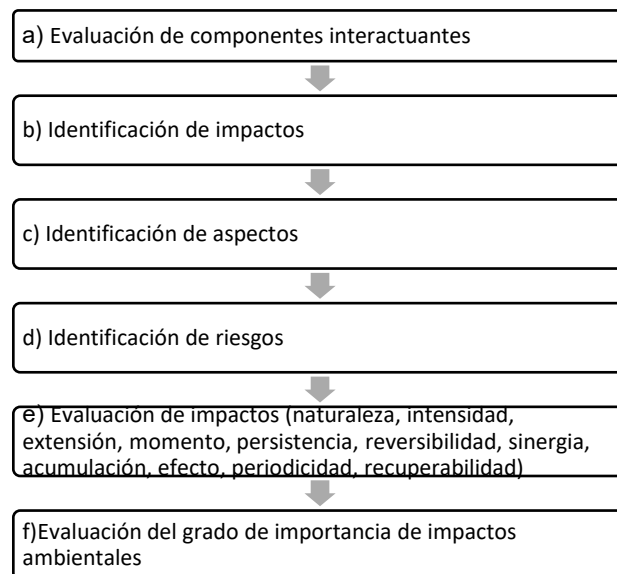 a) Evaluación de componentes interactuantes
b) Identificación de impactos
c) Identificación de aspectos
d) Identificación de riesgos
e) Evaluación de impactos (naturaleza, intensidad,
extensión, momento, persistencia, reversibilidad, sinergia,
acumulación, efecto, periodicidad, recuperabilidad)
f)Evaluación del grado de importancia de impactos
ambientales